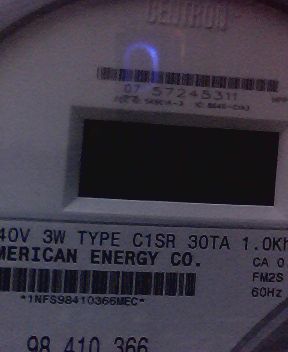 CENTRON
07 57245311
40V 3W TYPE C1SR 30TA 1.0Kh
MERICAN ENERGY CO.
CA 0
FM2S
60Hz
*1NFS98410366MEC*
98 410 366